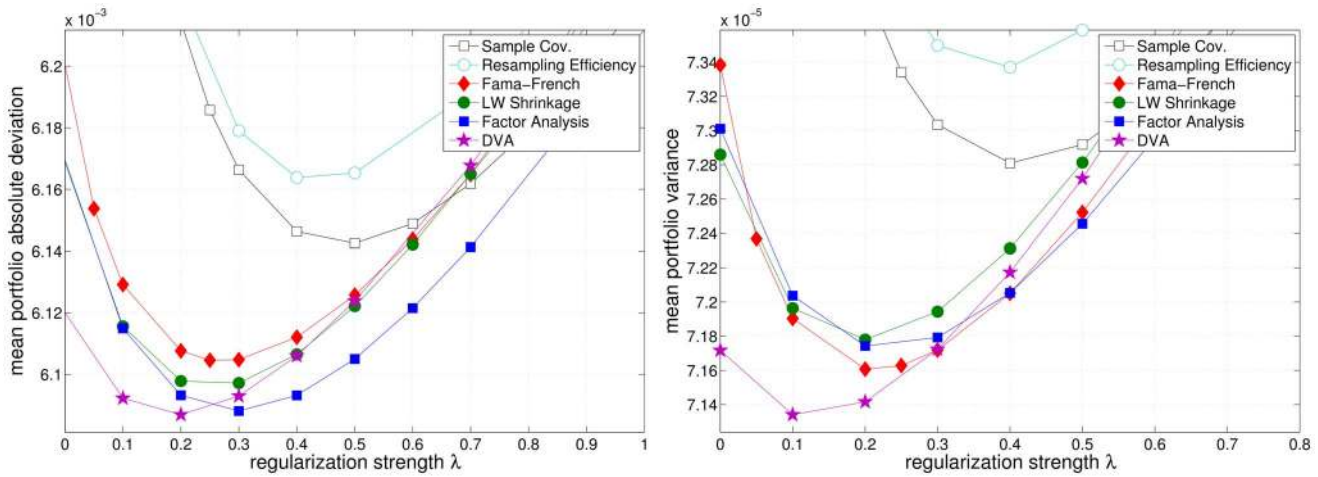 x 10⁻³
6.2
6.18
6.16
6.14
6.12
6.1
mean portfolio absolute deviation
Sample Cov.
Resampling Efficiency
Fama−French
LW Shrinkage
Factor Analysis
DVA
0 0.1 0.2 0.3 0.4 0.5 0.6 0.7 0.8 0.9 1
regularization strength λ
x 10⁻⁵
7.34
7.32
7.3
7.28
7.26
7.24
7.22
7.2
7.18
7.16
7.14
mean portfolio variance
Sample Cov.
Resampling Efficiency
Fama−French
LW Shrinkage
Factor Analysis
DVA
0 0.1 0.2 0.3 0.4 0.5 0.6 0.7 0.8
regularization strength λ